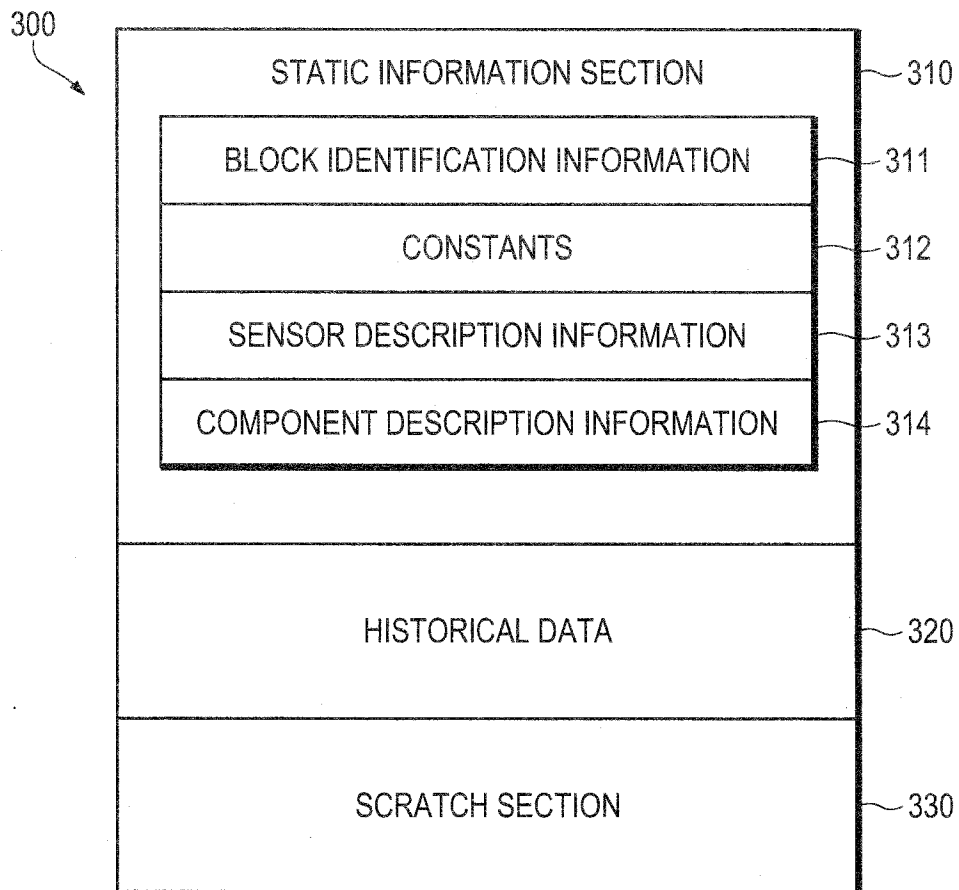 300
STATIC INFORMATION SECTION 310
BLOCK IDENTIFICATION INFORMATION 311
CONSTANTS 312
SENSOR DESCRIPTION INFORMATION 313
COMPONENT DESCRIPTION INFORMATION 314
HISTORICAL DATA 320
SCRATCH SECTION 330